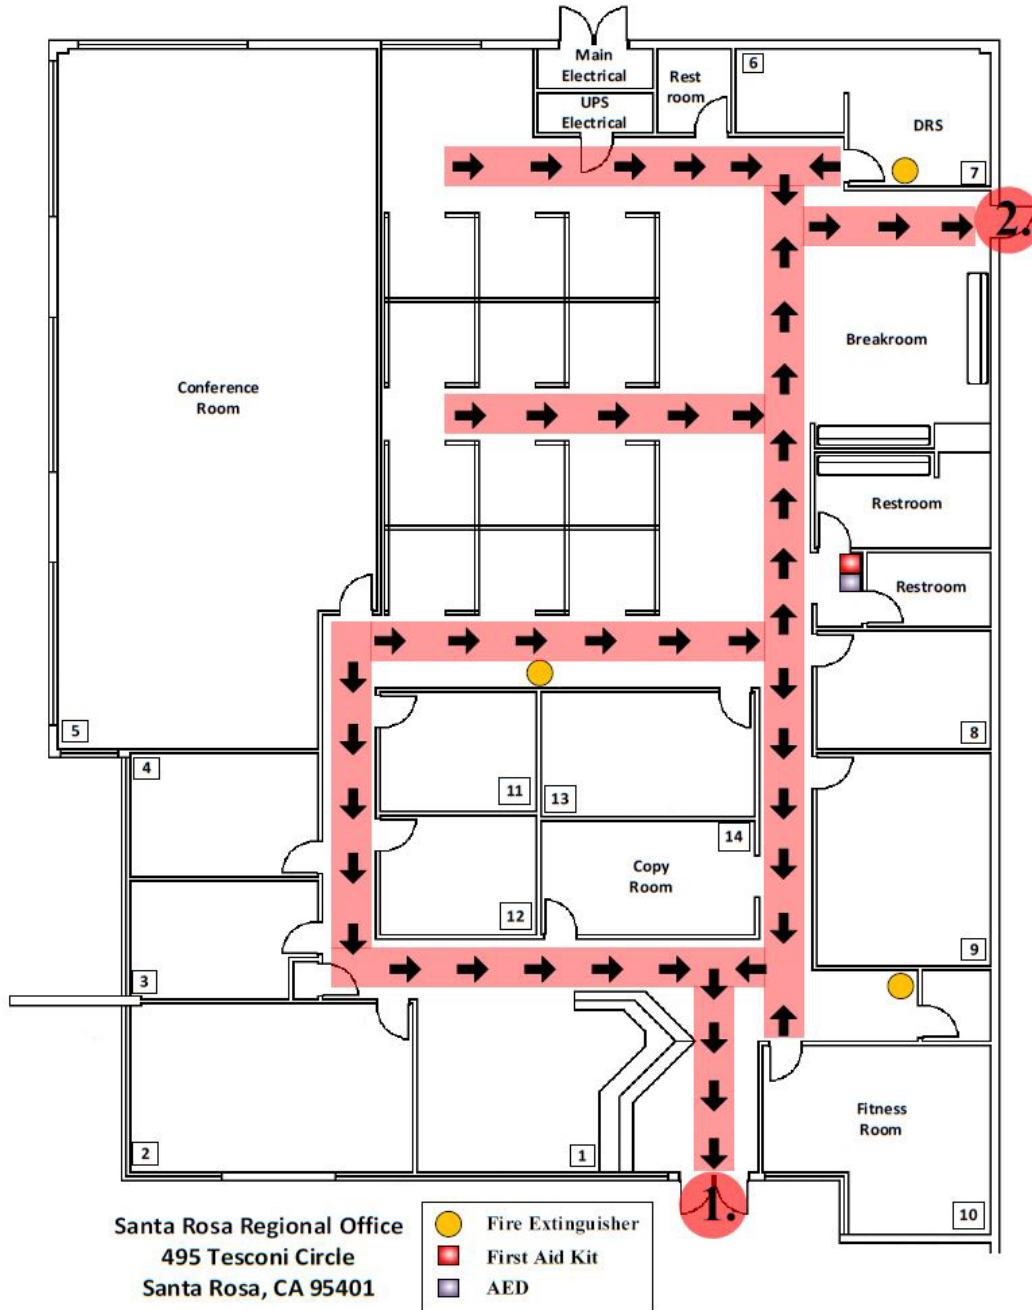 Main
Electrical
UPS
Electrical
Rest
room
6
DRS
7
2.
Breakroom
Conference
Room
Restroom
Restroom
5
4
8
11
13
14
Copy
Room
12
3
9
2
1
Fitness
Room
10
1.
Santa Rosa Regional Office
495 Tesconi Circle
Santa Rosa, CA 95401
Fire Extinguisher
First Aid Kit
AED